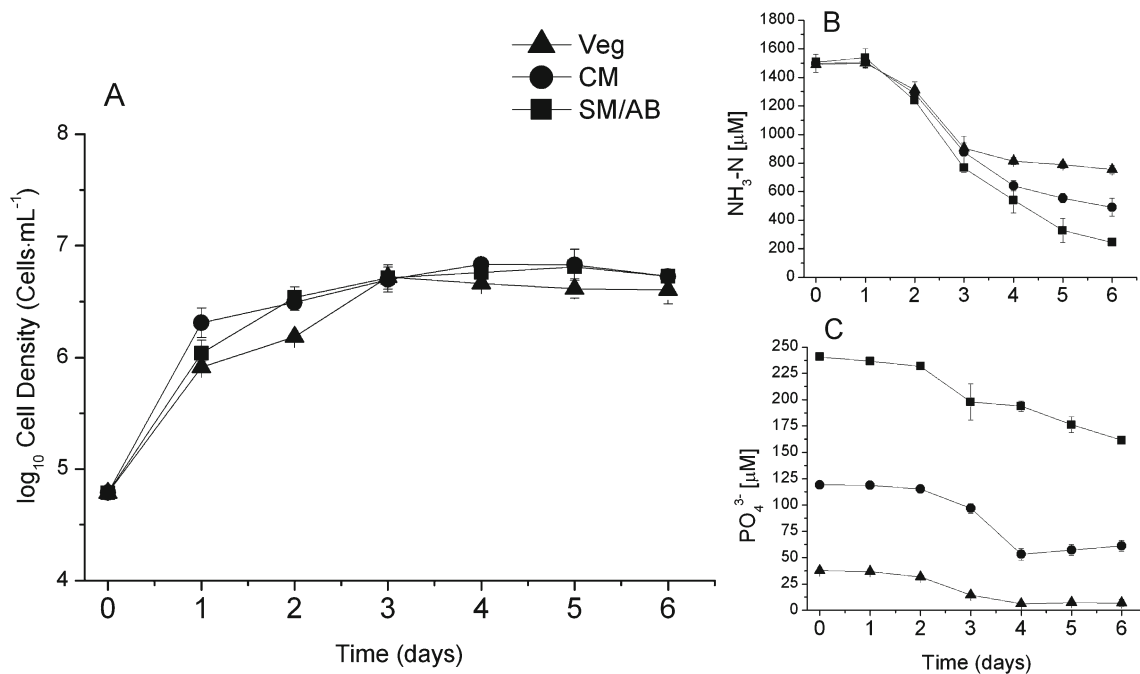 Veg
CM
SM/AB
A
8
7
6
5
4
log10 Cell Density (Cells·mL-1)
0 1 2 3 4 5 6
Time (days)
B
1800
1600
1400
1200
1000
800
600
400
200
0
NH3-N [µM]
0 1 2 3 4 5 6
C
250
225
200
175
150
125
100
75
50
25
0
PO4 3- [µM]
0 1 2 3 4 5 6
Time (days)